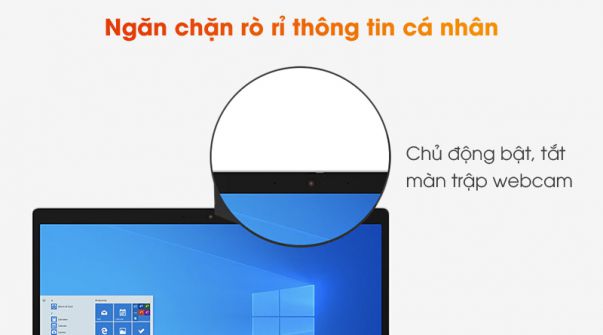 Ngăn chặn rò rỉ thông tin cá nhân
Chủ động bật, tắt
màn trập webcam